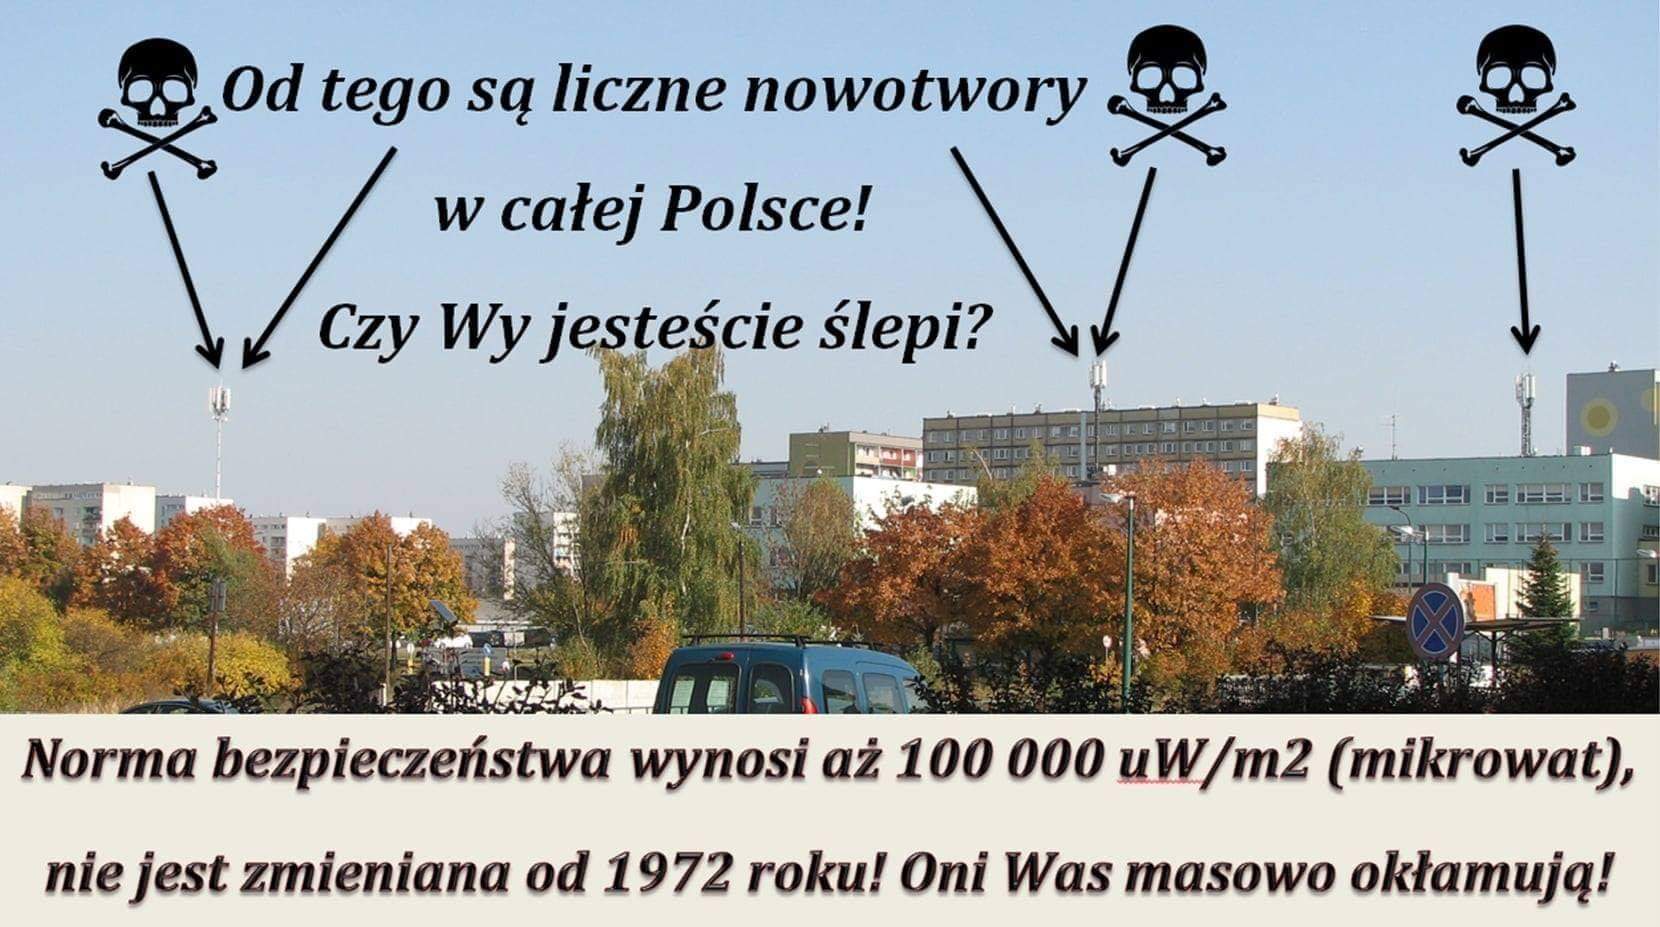 Od tego są liczne nowotwory
w całej Polsce!
Czy Wy jesteście ślepi?
Norma bezpieczeństwa wynosi aż 100 000 uW/m2 (mikrowat),
nie jest zmieniana od 1972 roku! Oni Was masowo okłamują!